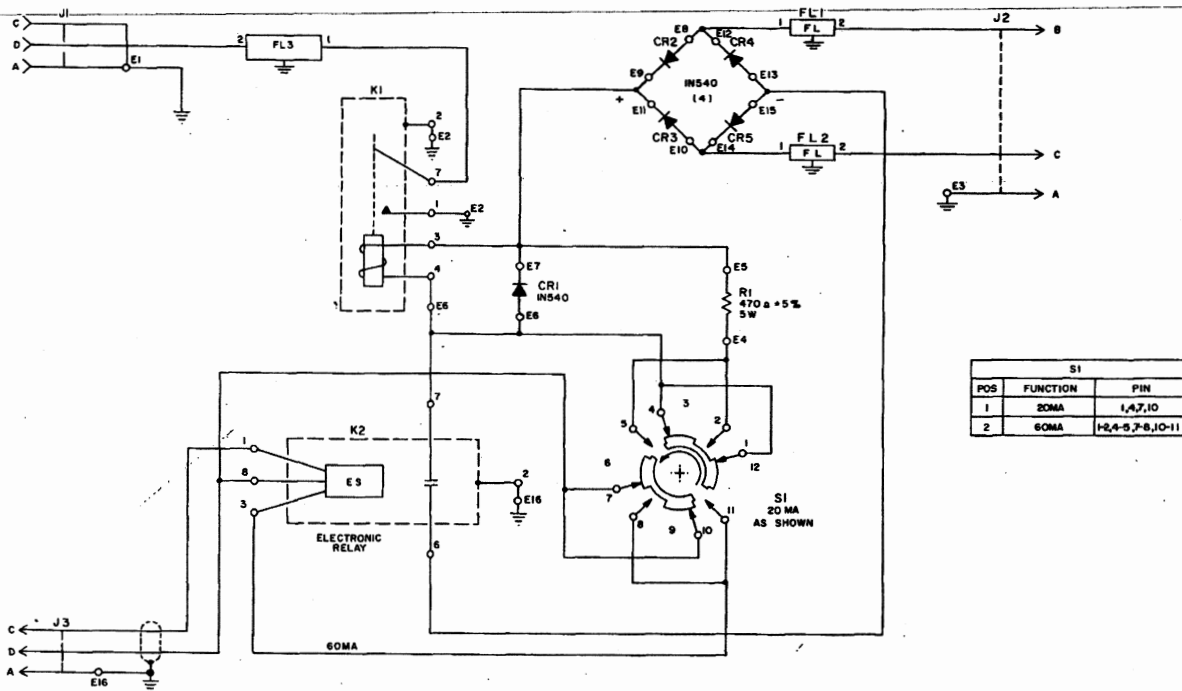 C
J1
D
A
E1
2
FL3
1
K1
2
E2
7
1
E2
3
4
E6
E7
CR1
IN540
E6
E8
E12
CR2
CR4
E9
E13
+
IN540
(4)
-
E11
E15
CR3
CR5
E10
E14
FL1
1
FL
2
J2
B
FL2
1
FL
2
C
E3
A
E5
R1
470 Ω ±5%
5W
E4
3
4
2
5
1
12
6
7
8
9
10
11
S1
20 MA
AS SHOWN
S1
POS FUNCTION PIN
1 20MA 1,4,7,10
2 60MA 1-2,4-5,7-8,10-11
7
K2
1
8
3
ES
2
E16
ELECTRONIC
RELAY
6
60MA
C
J3
D
A
E16